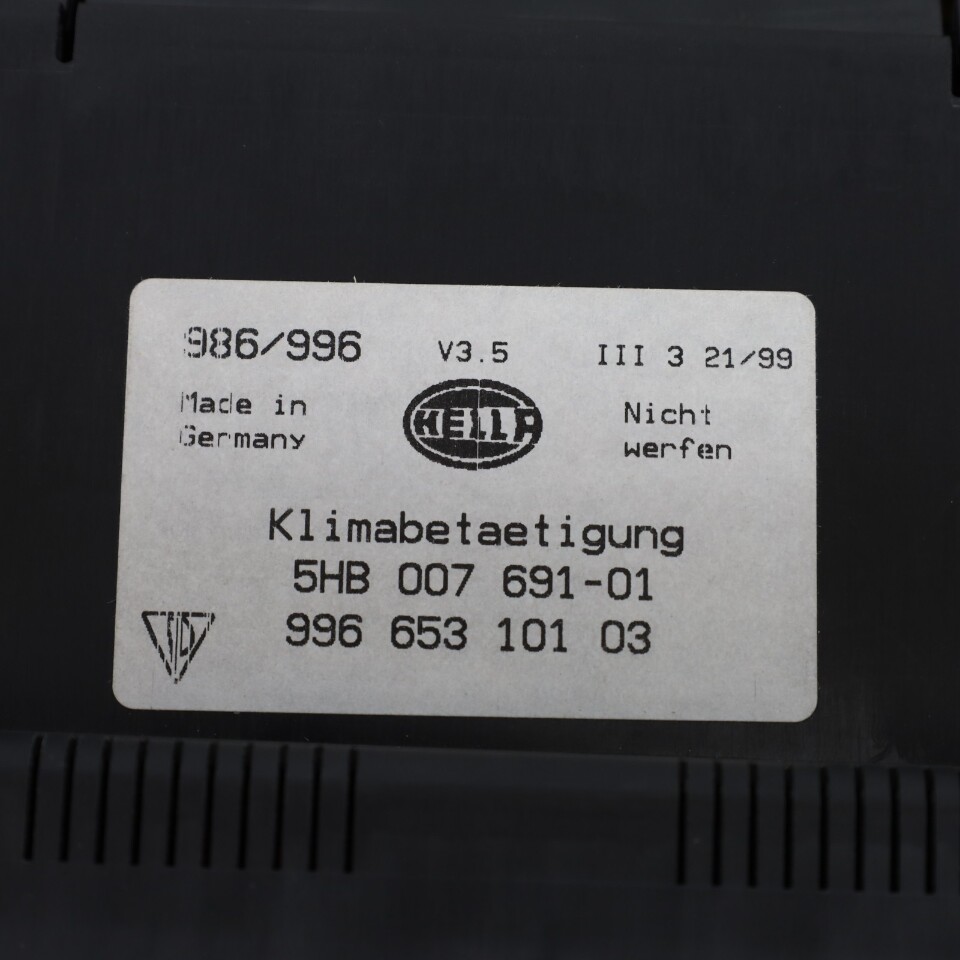 986/996 V3.5 III 3 21/99
Made in
Germany
HELLA
Nicht
werfen
Klimabetaetigung
5HB 007 691-01
996 653 101 03